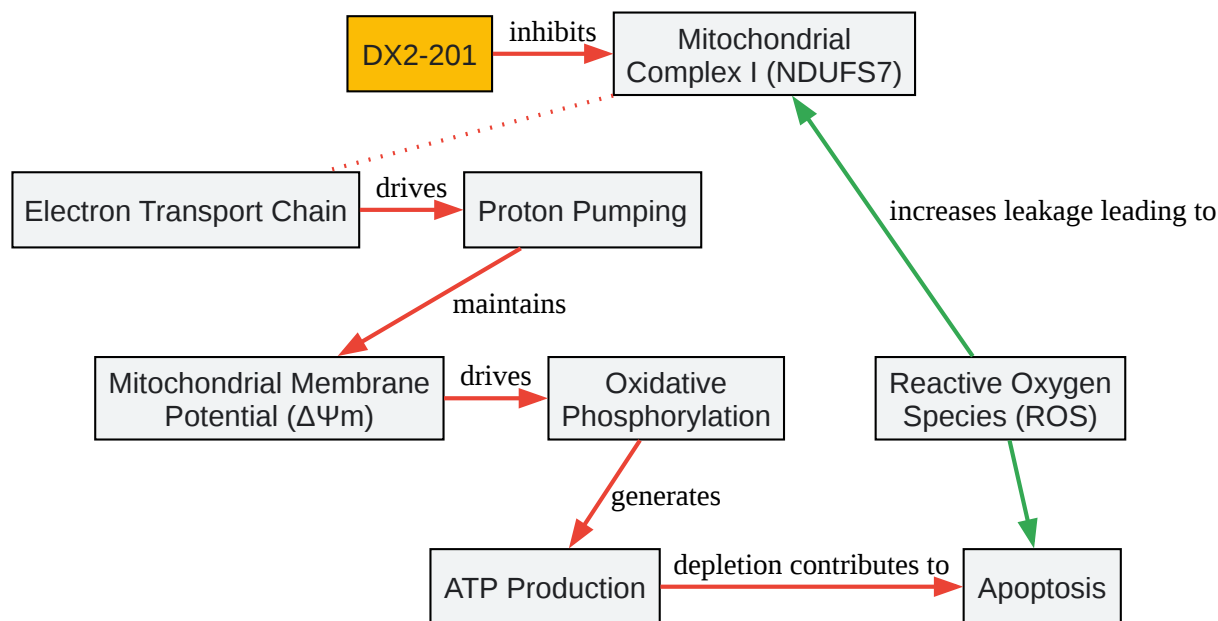 DX2-201
inhibits
Mitochondrial
Complex I (NDUFS7)
Electron Transport Chain
drives
Proton Pumping
increases leakage leading to
maintains
Mitochondrial Membrane
Potential (ΔΨm)
drives
Oxidative
Phosphorylation
Reactive Oxygen
Species (ROS)
generates
ATP Production
depletion contributes to
Apoptosis